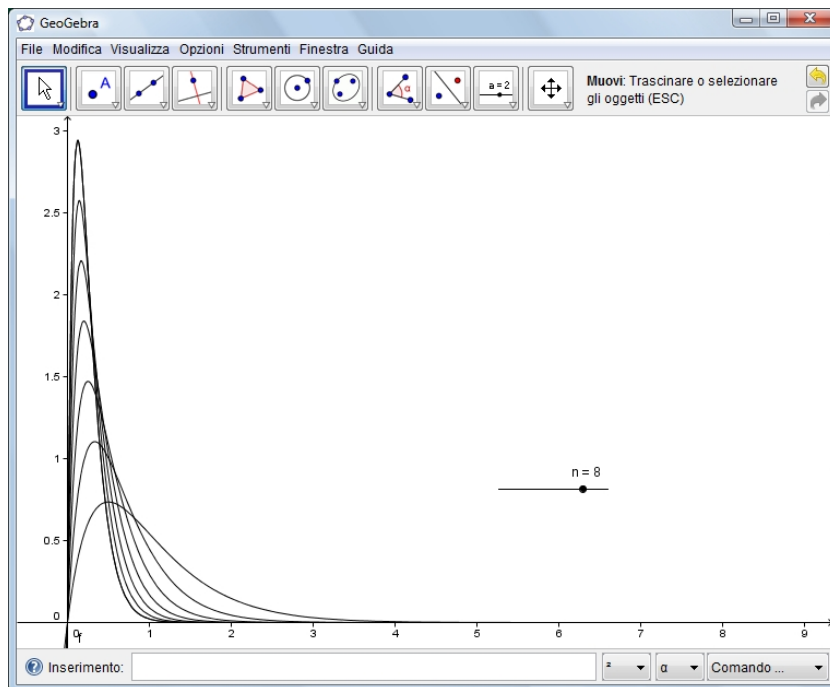 GeoGebra
File Modifica Visualizza Opzioni Strumenti Finestra Guida
A
α
a = 2
Muovi: Trascinare o selezionare
gli oggetti (ESC)
3
2.5
2
1.5
1
0.5
0
n = 8
0 1 2 3 4 5 6 7 8 9
f
Inserimento: ² α Comando ...